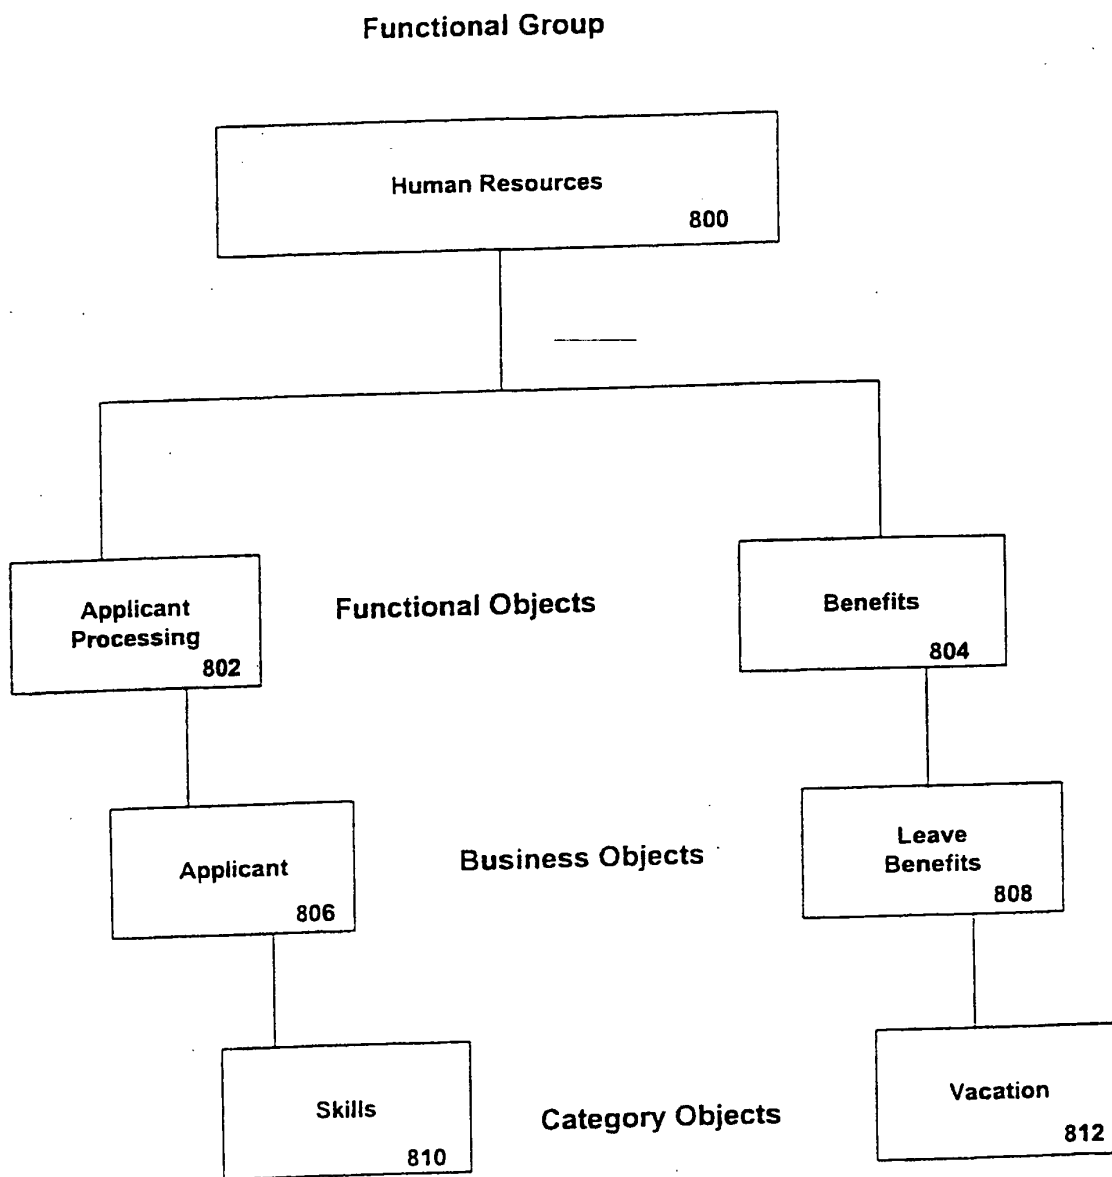 Functional Group
Human Resources
800
Applicant
Processing
802
Functional Objects
Benefits
804
Applicant
806
Business Objects
Leave
Benefits
808
Skills
810
Category Objects
Vacation
812